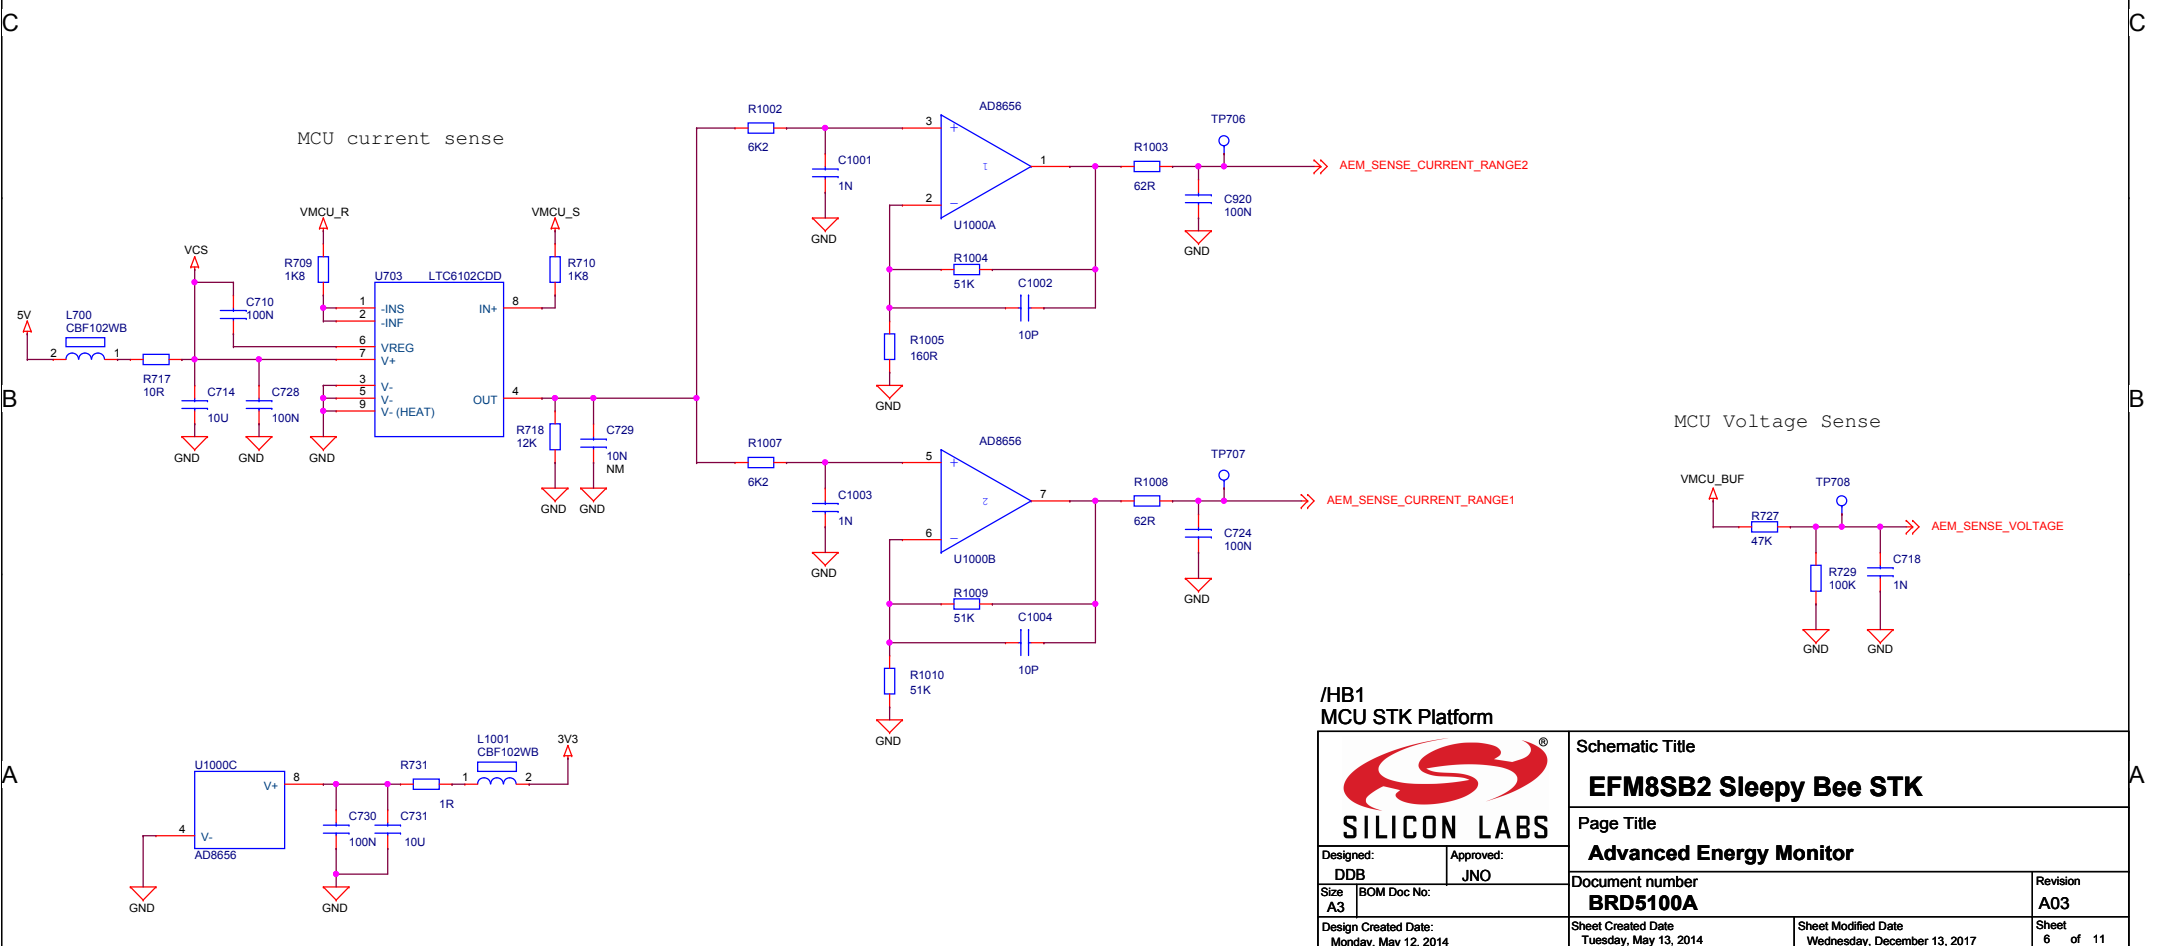 C
C
MCU current sense
VMCU_R
VMCU_S
VCS
R709
1K8
R710
1K8
U703
LTC6102CDD
1
-INS
2
-INF
6
VREG
7
V+
3
V-
5
V-
9
V- (HEAT)
IN+
8
OUT
4
C710
100N
5V
L700
CBF102WB
2
1
R717
10R
C714
10U
C728
100N
GND
GND
GND
R718
12K
C729
10N
NM
GND
GND
R1002
6K2
C1001
1N
GND
AD8656
3
+
2
-
1
1
U1000A
R1004
51K
C1002
10P
R1005
160R
GND
R1003
62R
TP706
C920
100N
GND
AEM_SENSE_CURRENT_RANGE2
R1007
6K2
C1003
1N
GND
AD8656
5
+
6
-
2
7
U1000B
R1009
51K
C1004
10P
R1010
51K
GND
R1008
62R
TP707
C724
100N
GND
AEM_SENSE_CURRENT_RANGE1
B
B
MCU Voltage Sense
VMCU_BUF
TP708
R727
47K
AEM_SENSE_VOLTAGE
R729
100K
C718
1N
GND
GND
A
A
U1000C
V+
8
4
V-
AD8656
GND
C730
100N
C731
10U
GND
R731
1R
L1001
CBF102WB
1
2
3V3
/HB1
MCU STK Platform
®
SILICON LABS
Schematic Title
EFM8SB2 Sleepy Bee STK
Page Title
Advanced Energy Monitor
Designed:
DDB
Approved:
JNO
Size
A3
BOM Doc No:
Document number
BRD5100A
Revision
A03
Design Created Date:
Monday, May 12, 2014
Sheet Created Date
Tuesday, May 13, 2014
Sheet Modified Date
Wednesday, December 13, 2017
Sheet
6 of 11